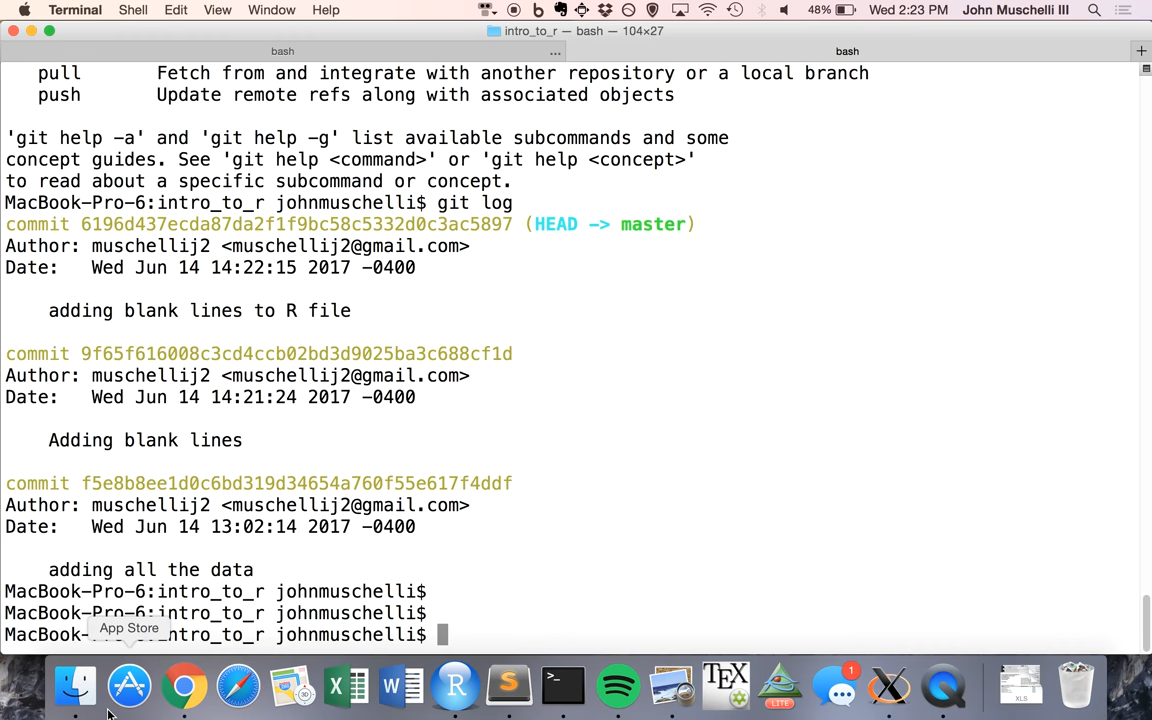 Terminal Shell Edit View Window Help 48% Wed 2:23 PM John Muschelli III
intro_to_r — bash — 104×27
bash ... bash +
pull Fetch from and integrate with another repository or a local branch
push Update remote refs along with associated objects
'git help -a' and 'git help -g' list available subcommands and some
concept guides. See 'git help <command>' or 'git help <concept>'
to read about a specific subcommand or concept.
MacBook-Pro-6:intro_to_r johnmuschelli$ git log
commit 6196d437ecda87da2f1f9bc58c5332d0c3ac5897 (HEAD -> master)
Author: muschellij2 <muschellij2@gmail.com>
Date: Wed Jun 14 14:22:15 2017 -0400
adding blank lines to R file
commit 9f65f616008c3cd4ccb02bd3d9025ba3c688cf1d
Author: muschellij2 <muschellij2@gmail.com>
Date: Wed Jun 14 14:21:24 2017 -0400
Adding blank lines
commit f5e8b8ee1d0c6bd319d34654a760f55e617f4ddf
Author: muschellij2 <muschellij2@gmail.com>
Date: Wed Jun 14 13:02:14 2017 -0400
adding all the data
MacBook-Pro-6:intro_to_r johnmuschelli$
MacBook-Pro-6:intro_to_r johnmuschelli$
MacBook- intro_to_r johnmuschelli$
App Store
30 X W R S >_ TEX LITE 1 X XLS